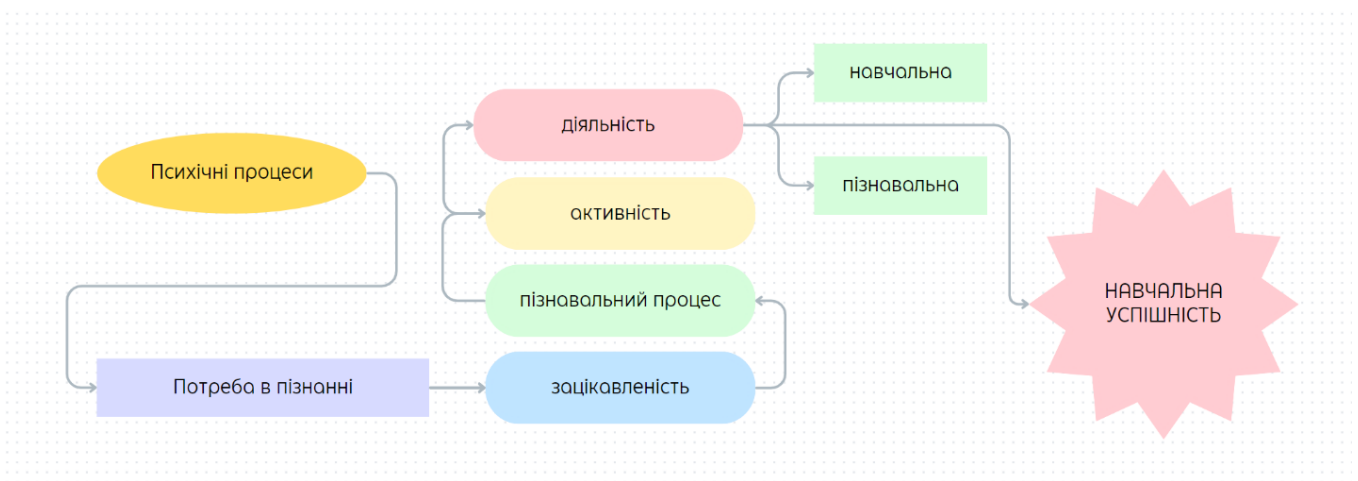 навчальна
діяльність
Психічні процеси
пізнавальна
активність
пізнавальний процес
НАВЧАЛЬНА
УСПІШНІСТЬ
Потреба в пізнанні
зацікавленість